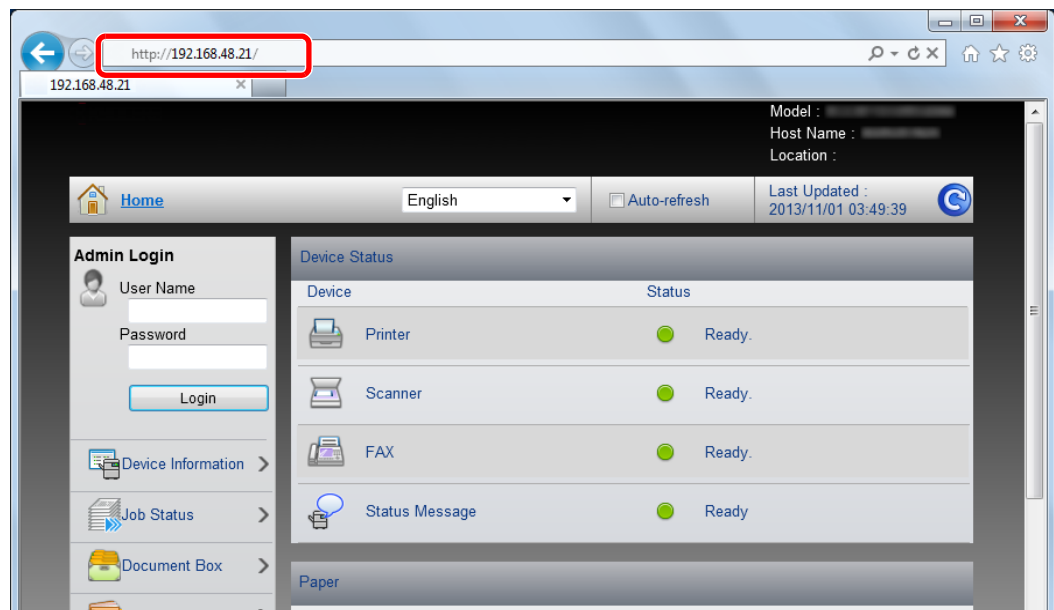 http://192.168.48.21/
192.168.48.21
Model :
Host Name :
Location :
Home
English
Auto-refresh
Last Updated :
2013/11/01 03:49:39
Admin Login
User Name
Password
Login
Device Information
Job Status
Document Box
Device Status
Device Status
Printer Ready.
Scanner Ready.
FAX Ready.
Status Message Ready
Paper